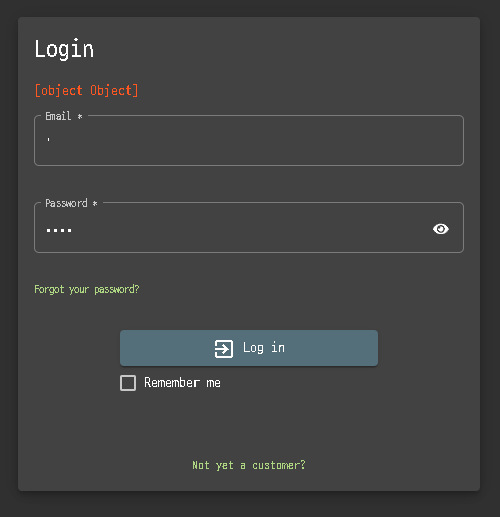 Login
[object Object]
Email *
'
Password *
••••
Forgot your password?
Log in
Remember me
Not yet a customer?